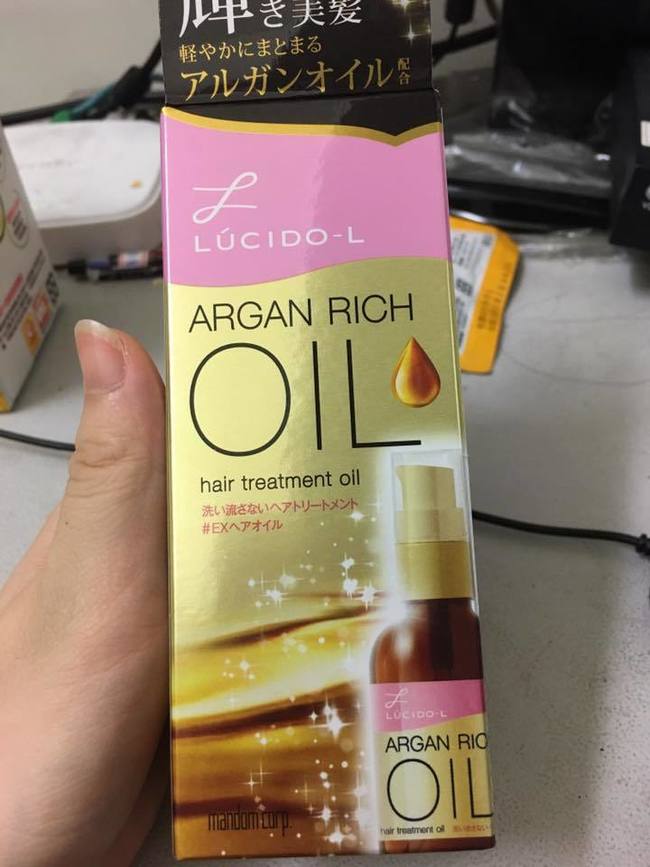 輝き美髪
軽やかにまとまる
アルガンオイル配合
LÚCIDO-L
ARGAN RICH
OIL
hair treatment oil
洗い流さないヘアトリートメント
#EXヘアオイル
LÚCIDO-L
ARGAN RIC
OIL
hair treatment oil
mandom corp.